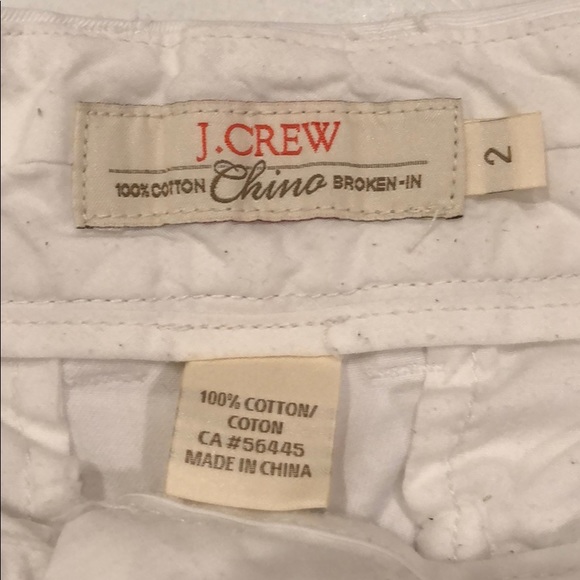 J.CREW
100% COTTON Chino BROKEN-IN
2
100% COTTON/
COTON
CA #56445
MADE IN CHINA